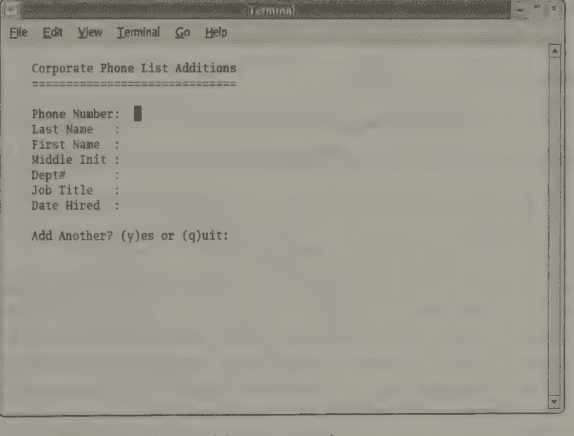 Terminal
File Edit View Terminal Go Help
Corporate Phone List Additions
==============================
Phone Number:
Last Name :
First Name :
Middle Init :
Dept# :
Job Title :
Date Hired :
Add Another? (y)es or (q)uit: